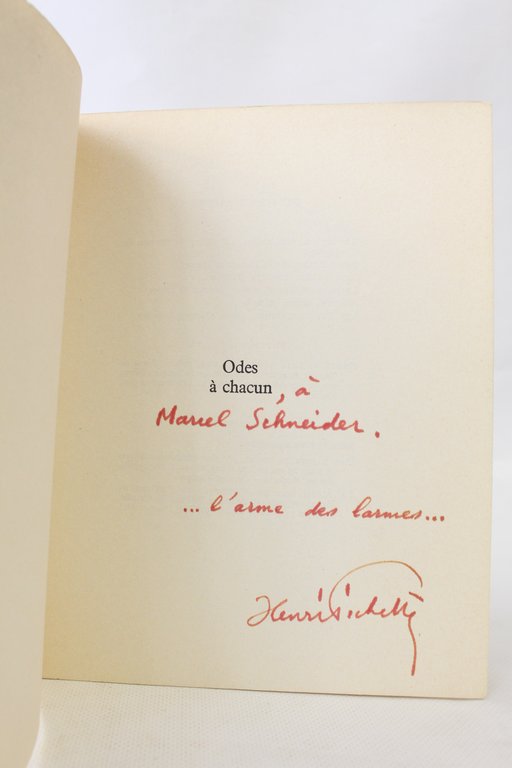 Odes
à chacun, à
Marcel Schneider.
... l'arme des larmes...
Henri Pichette